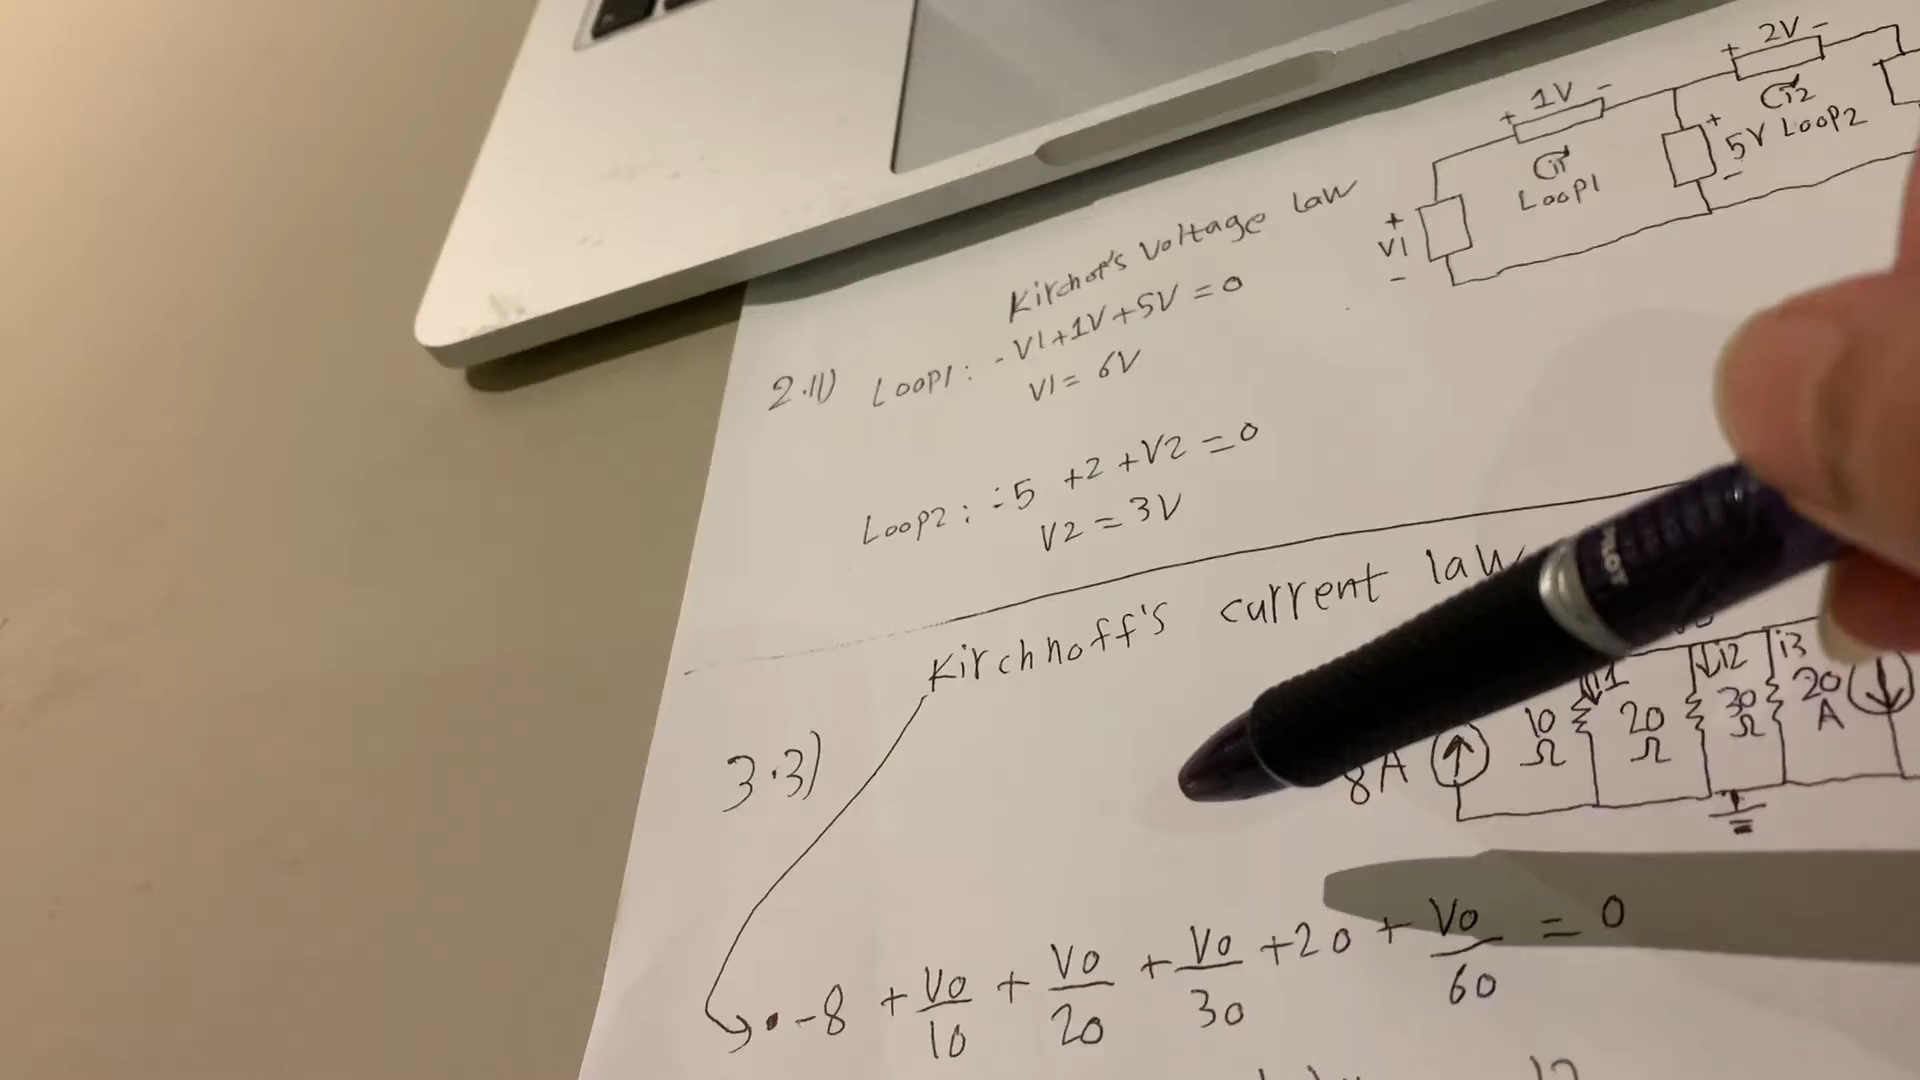 + 2V -
+ 1V -
i2
+
5V Loop2
-
i1
Loop1
+
V1
-
Kirchof's Voltage law
2.11) Loop1: -V1+1V+5V=0
V1= 6V
Loop2: -5 +2 +V2 =0
V2 = 3V
Kirchhoff's current law
PILOT
i1
i2
i3
8A
10 Ω
20 Ω
30 Ω
20 A
3.3)
-8 + Vo/10 + Vo/20 + Vo/30 +20 + Vo/60 = 0